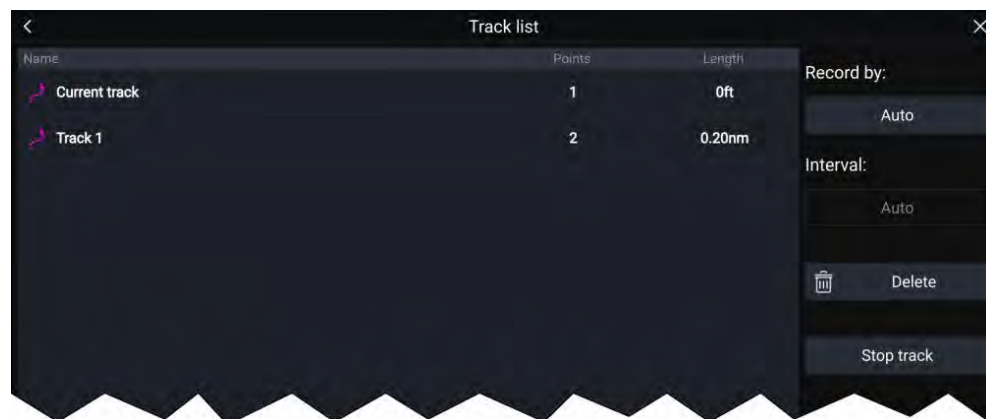 Track list
Name Points Length
Current track 1 0ft
Track 1 2 0.20nm
Record by:
Auto
Interval:
Auto
Delete
Stop track